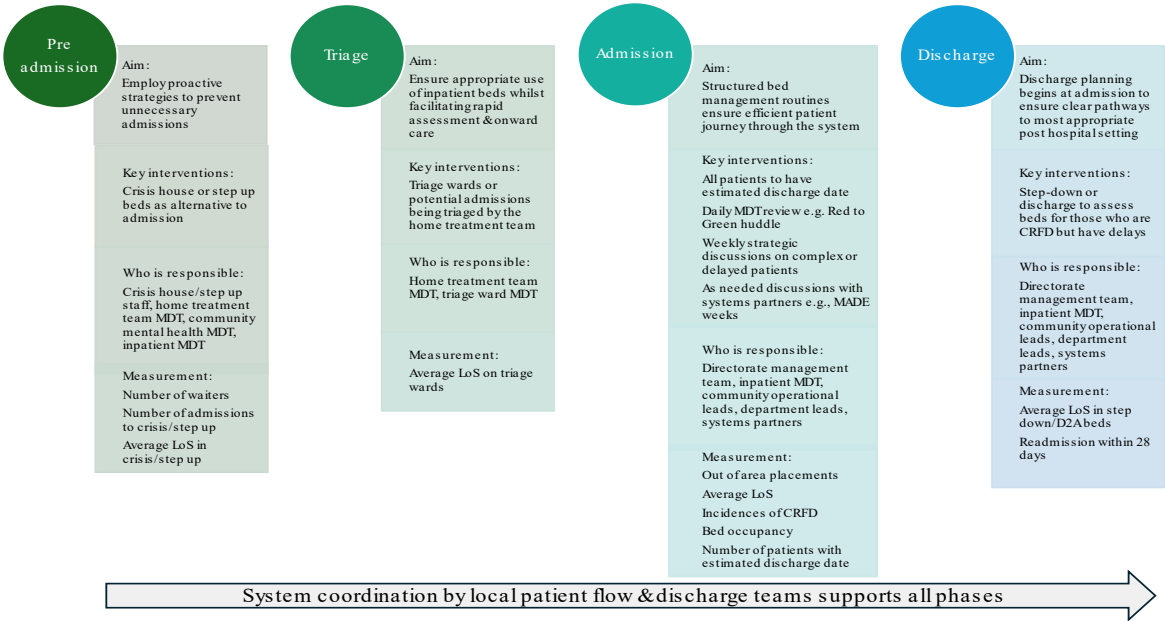 Pre
admission
Aim:
Employ proactive
strategies to prevent
unnecessary
admissions
Key interventions:
Crisis house or step up
beds as alternative to
admission
Who is responsible:
Crisis house/step up
staff, home treatment
team MDT, community
mental health MDT,
inpatient MDT
Measurement:
Number of waiters
Number of admissions
to crisis/step up
Average LoS in
crisis/step up
Triage
Aim:
Ensure appropriate use
of inpatient beds whilst
facilitating rapid
assessment & onward
care
Key interventions:
Triage wards or
potential admissions
being triaged by the
home treatment team
Who is responsible:
Home treatment team
MDT, triage ward MDT
Measurement:
Average LoS on triage
wards
Admission
Aim:
Structured bed
management routines
ensure efficient patient
journey through the system
Key interventions:
All patients to have
estimated discharge date
Daily MDT review e.g. Red to
Green huddle
Weekly strategic
discussions on complex or
delayed patients
As needed discussions with
systems partners e.g., MADE
weeks
Who is responsible:
Directorate management
team, inpatient MDT,
community operational
leads, department leads,
systems partners
Measurement:
Out of area placements
Average LoS
Incidences of CRFD
Bed occupancy
Number of patients with
estimated discharge date
Discharge
Aim:
Discharge planning
begins at admission to
ensure clear pathways
to most appropriate
post hospital setting
Key interventions:
Step-down or
discharge to assess
beds for those who are
CRFD but have delays
Who is responsible:
Directorate
management team,
inpatient MDT,
community operational
leads, department
leads, systems
partners
Measurement:
Average LoS in step
down/D2A beds
Readmission within 28
days
System coordination by local patient flow & discharge teams supports all phases